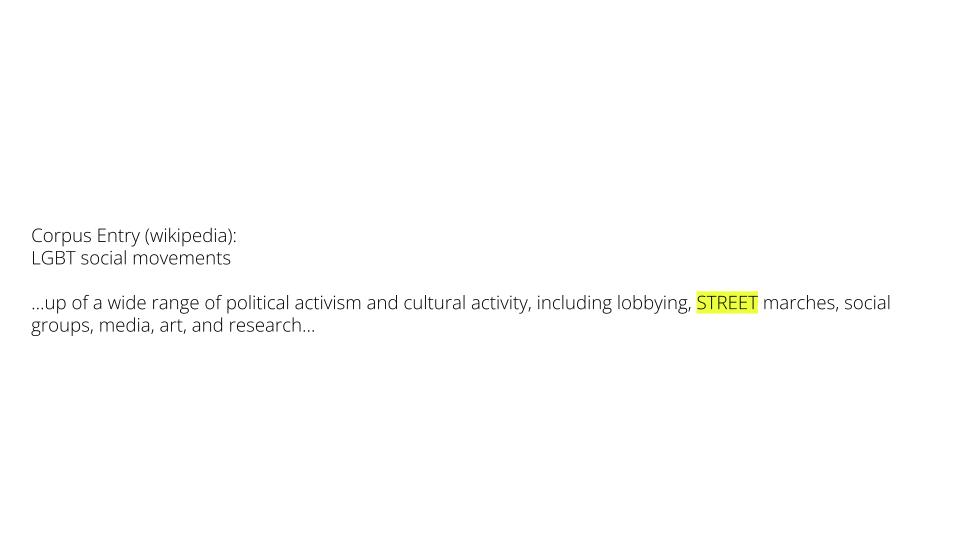 Corpus Entry (wikipedia):
LGBT social movements
...up of a wide range of political activism and cultural activity, including lobbying, STREET marches, social
groups, media, art, and research...